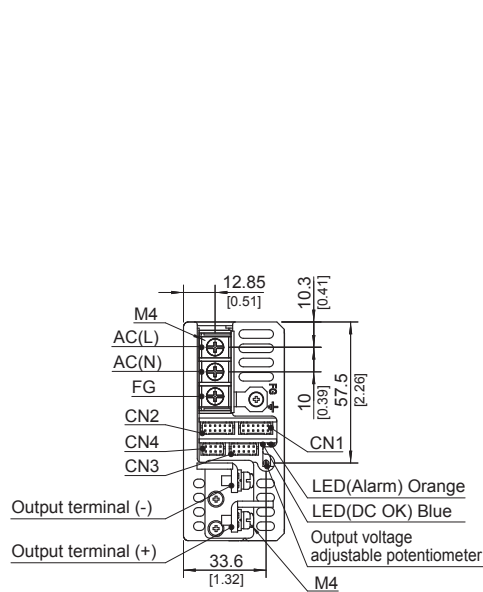 12.85
[0.51]
10.3
[0.41]
M4
AC(L)
AC(N)
FG
FG
10
[0.39]
57.5
[2.26]
CN2
CN1
CN4
CN3
LED(Alarm) Orange
Output terminal (-)
LED(DC OK) Blue
Output voltage
adjustable potentiometer
Output terminal (+)
33.6
[1.32]
M4